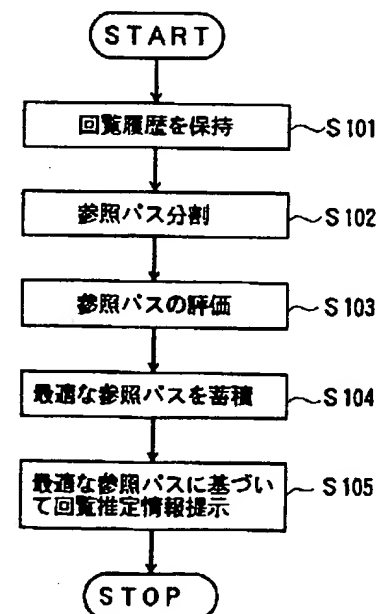 START
回覧履歴を保持
S101
参照パス分割
S102
参照パスの評価
S103
最適な参照パスを蓄積
S104
最適な参照パスに基づい
て回覧推定情報提示
S105
STOP